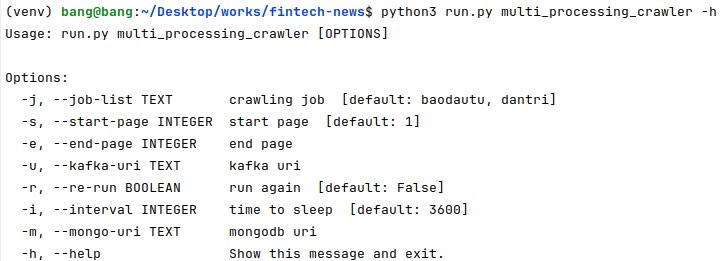 (venv) bang@bang:~/Desktop/works/fintech-news$ python3 run.py multi_processing_crawler -h
Usage: run.py multi_processing_crawler [OPTIONS]

Options:
  -j, --job-list TEXT       crawling job  [default: baodautu, dantri]
  -s, --start-page INTEGER  start page  [default: 1]
  -e, --end-page INTEGER    end page
  -u, --kafka-uri TEXT      kafka uri
  -r, --re-run BOOLEAN      run again  [default: False]
  -i, --interval INTEGER    time to sleep  [default: 3600]
  -m, --mongo-uri TEXT      mongodb uri
  -h, --help                Show this message and exit.